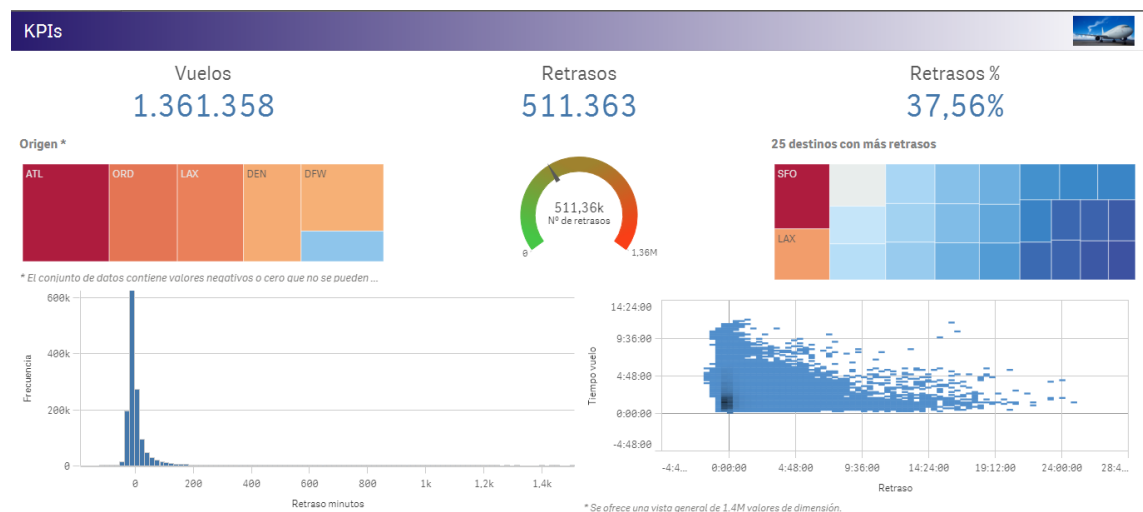 KPIs
Vuelos
1.361.358
Retrasos
511.363
Retrasos %
37,56%
Origen *
ATL
ORD
LAX
DEN
DFW
* El conjunto de datos contiene valores negativos o cero que no se pueden ...
511,36k
Nº de retrasos
0
1,36M
25 destinos con más retrasos
SFO
LAX
Frecuencia
600k
400k
200k
0
0
200
400
600
800
1k
1,2k
1,4k
Retraso minutos
Tiempo vuelo
14:24:00
9:36:00
4:48:00
0:00:00
-4:48:00
-4:4...
0:00:00
4:48:00
9:36:00
14:24:00
19:12:00
24:00:00
28:4...
Retraso
* Se ofrece una vista general de 1.4M valores de dimensión.